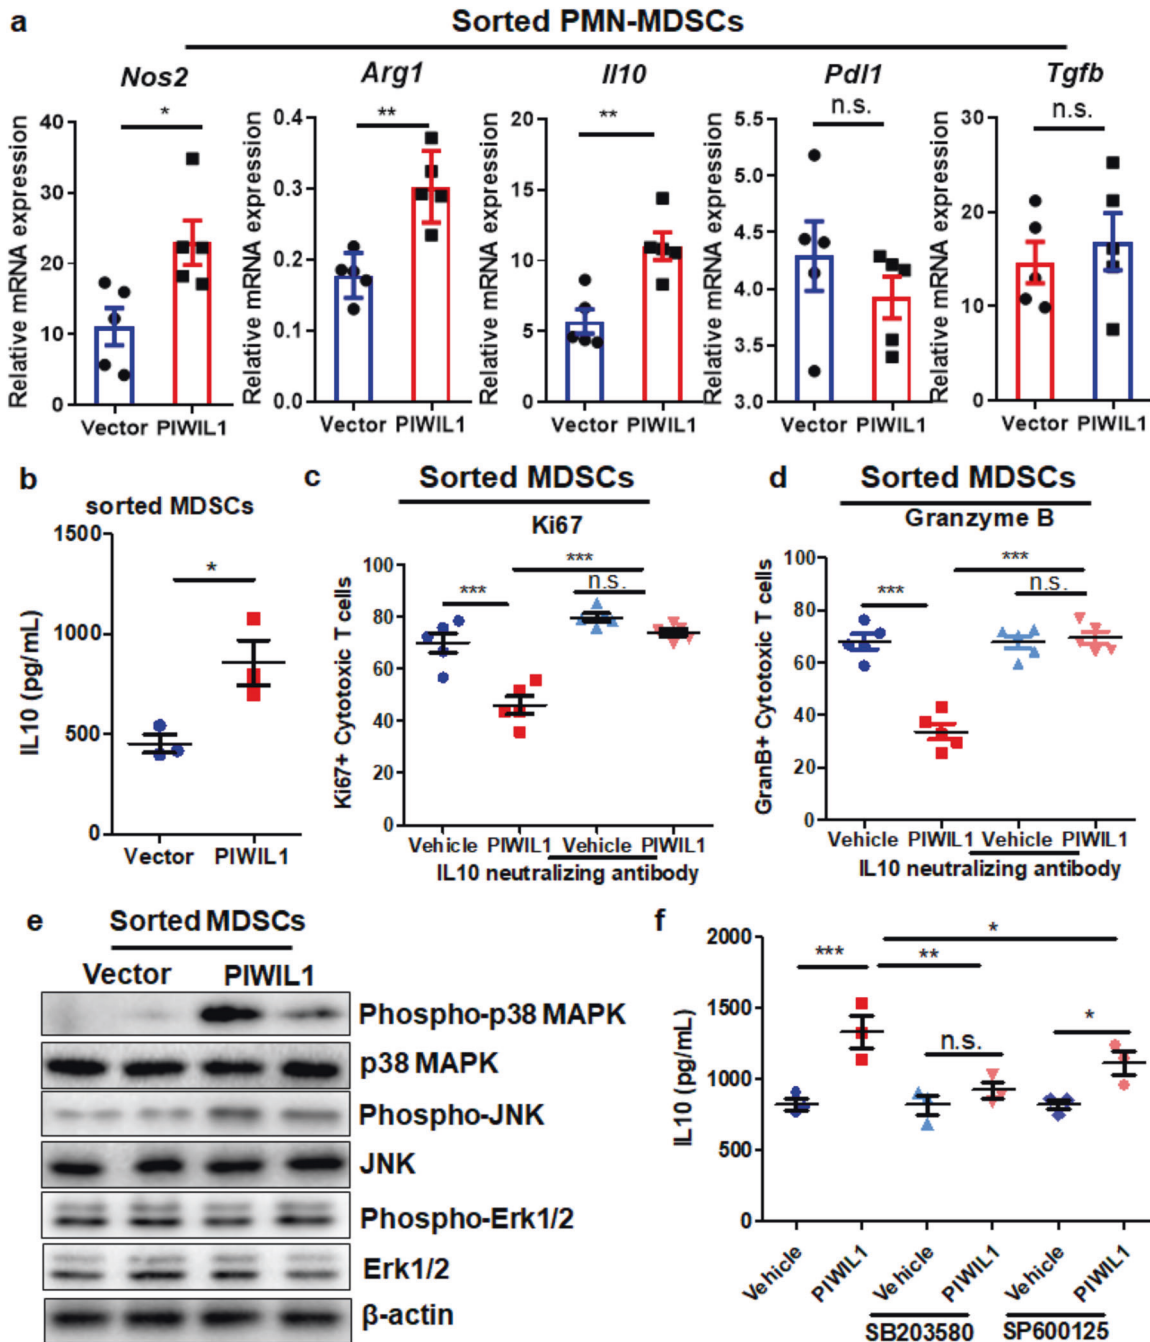 a
Sorted PMN-MDSCs
Nos2
Arg1
Il10
Pdl1
Tgfb
*
**
**
n.s.
n.s.
Relative mRNA expression
40
30
20
10
0
Vector PIWIL1
Relative mRNA expression
0.4
0.3
0.2
0.1
0.0
Vector PIWIL1
Relative mRNA expression
20
15
10
5
0
Vector PIWIL1
Relative mRNA expression
5.5
5.0
4.5
4.0
3.5
3.0
Vector PIWIL1
Relative mRNA expression
30
20
10
0
Vector PIWIL1
b
sorted MDSCs
IL10 (pg/mL)
1500
1000
500
0
*
Vector PIWIL1
c
Sorted MDSCs
Ki67
Ki67+ Cytotoxic T cells
100
80
60
40
20
0
***
***
n.s.
Vehicle PIWIL1 Vehicle PIWIL1
IL10 neutralizing antibody
d
Sorted MDSCs
Granzyme B
GranB+ Cytotoxic T cells
100
80
60
40
20
0
***
***
n.s.
Vehicle PIWIL1 Vehicle PIWIL1
IL10 neutralizing antibody
e
Sorted MDSCs
Vector PIWIL1
Phospho-p38 MAPK
p38 MAPK
Phospho-JNK
JNK
Phospho-Erk1/2
Erk1/2
β-actin
f
IL10 (pg/mL)
2000
1500
1000
500
0
***
**
*
n.s.
*
Vehicle PIWIL1 Vehicle PIWIL1 Vehicle PIWIL1
SB203580 SP600125